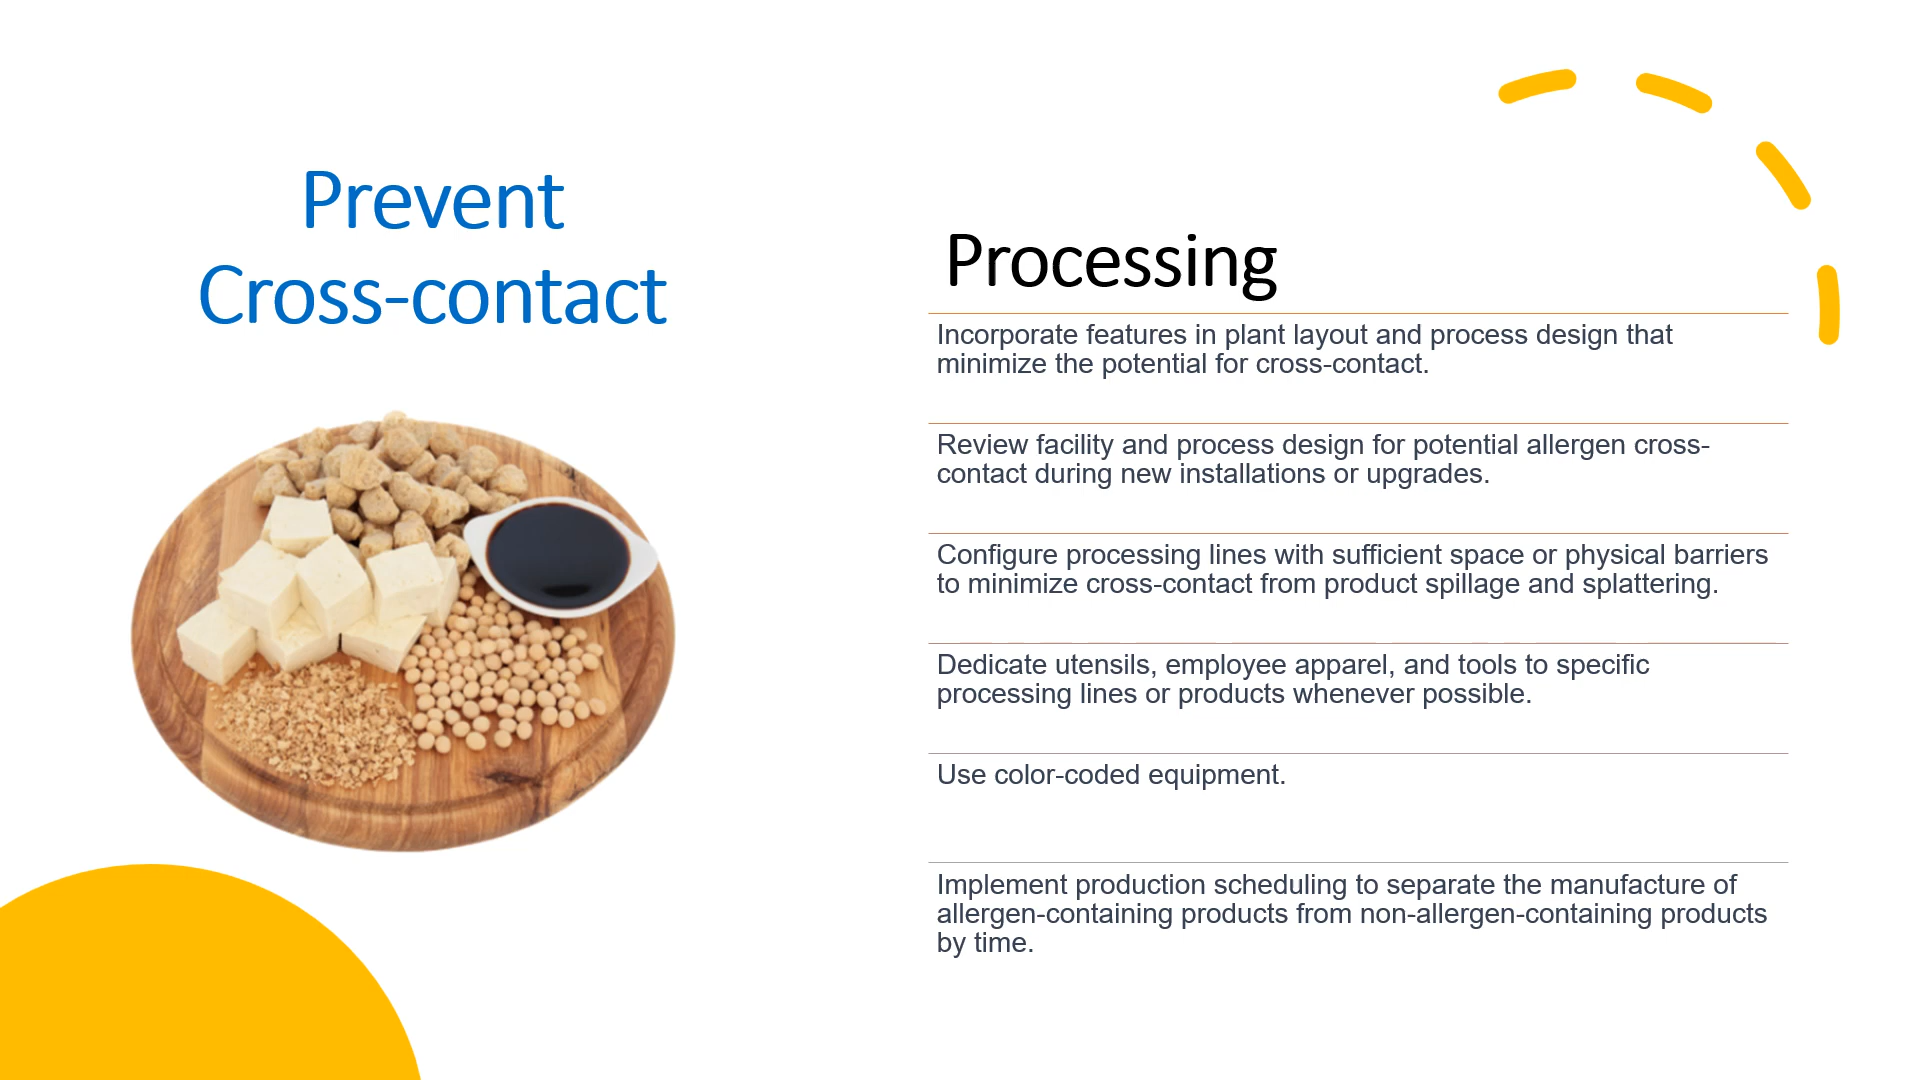 Prevent
Cross-contact
Processing
Incorporate features in plant layout and process design that
minimize the potential for cross-contact.
Review facility and process design for potential allergen cross-
contact during new installations or upgrades.
Configure processing lines with sufficient space or physical barriers
to minimize cross-contact from product spillage and splattering.
Dedicate utensils, employee apparel, and tools to specific
processing lines or products whenever possible.
Use color-coded equipment.
Implement production scheduling to separate the manufacture of
allergen-containing products from non-allergen-containing products
by time.